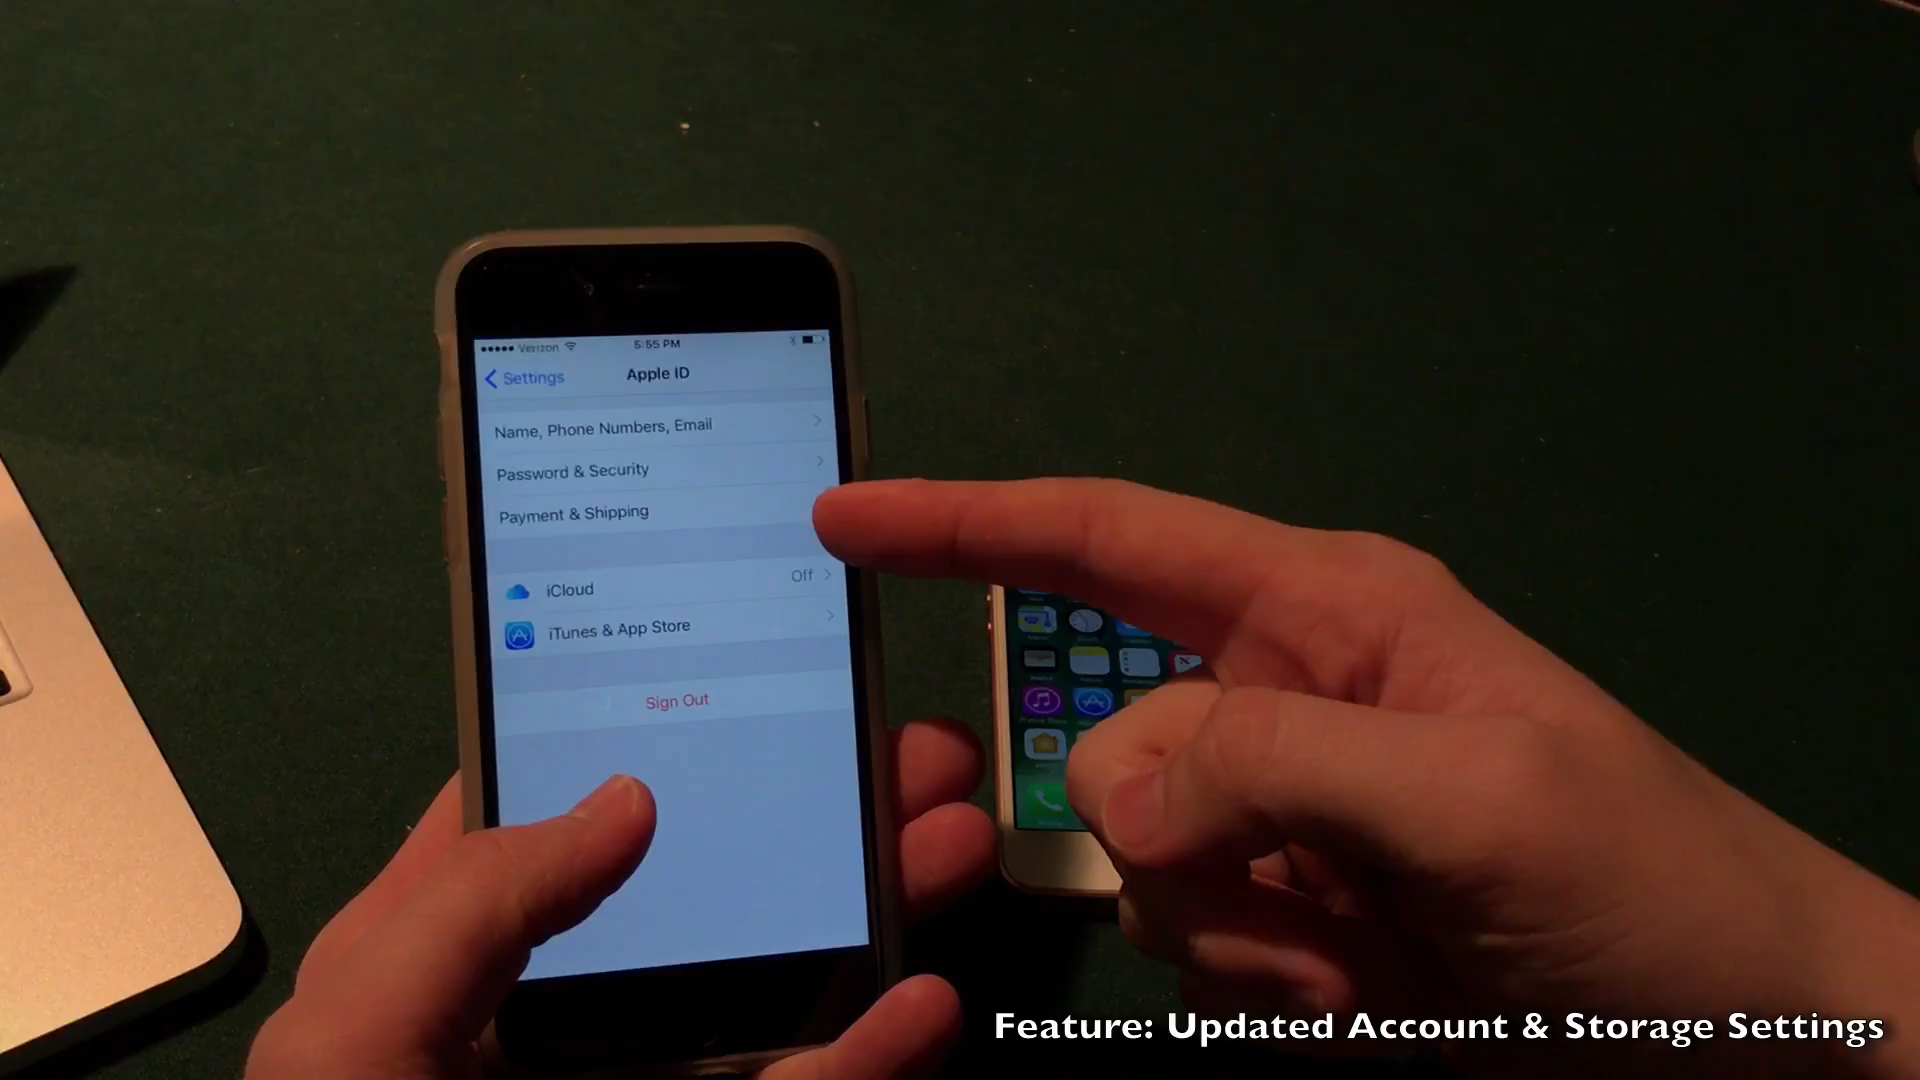 Verizon
5:55 PM
Settings
Apple ID
Name, Phone Numbers, Email
Password & Security
Payment & Shipping
iCloud
Off
iTunes & App Store
Sign Out
Feature: Updated Account & Storage Settings